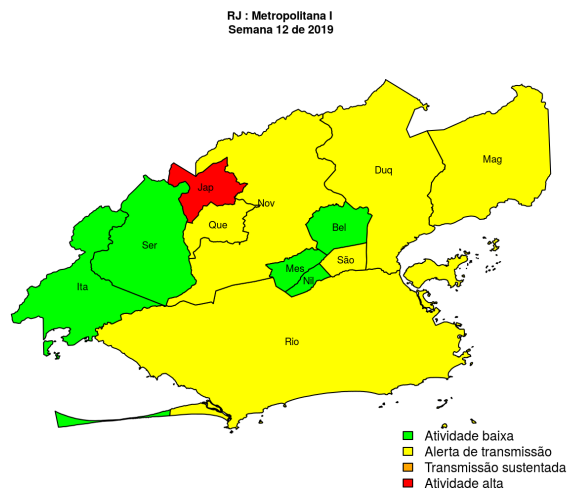 RJ : Metropolitana I
Semana 12 de 2019
Mag
Duq
Jap
Nov
Que
Bel
Ser
São
Mes
Nil
Ita
Rio
Atividade baixa
Alerta de transmissão
Transmissão sustentada
Atividade alta